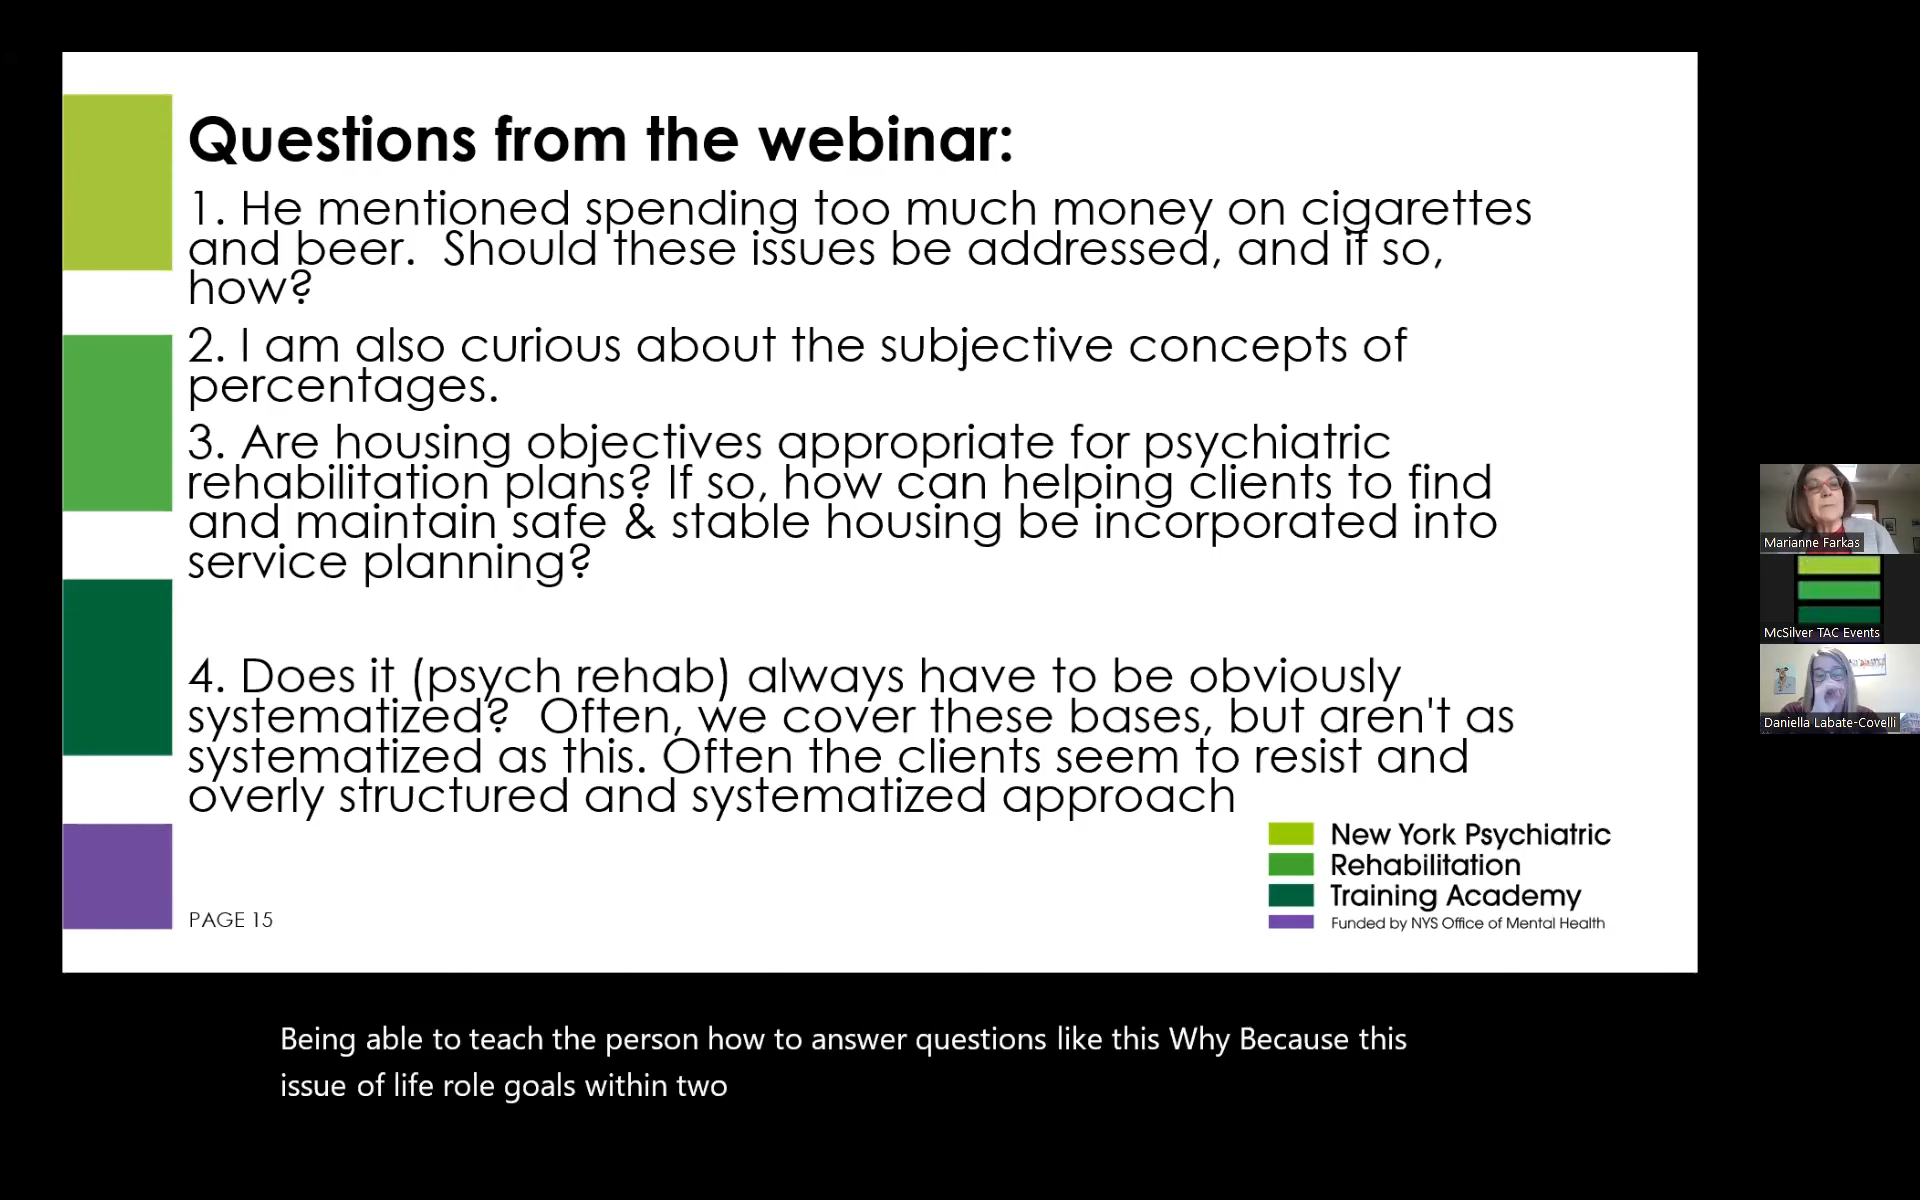 Questions from the webinar:
1. He mentioned spending too much money on cigarettes
and beer.  Should these issues be addressed, and if so,
how?
2. I am also curious about the subjective concepts of
percentages.
3. Are housing objectives appropriate for psychiatric
rehabilitation plans? If so, how can helping clients to find
and maintain safe & stable housing be incorporated into
service planning?
4. Does it (psych rehab) always have to be obviously
systematized?  Often, we cover these bases, but aren't as
systematized as this. Often the clients seem to resist and
overly structured and systematized approach
New York Psychiatric
Rehabilitation
Training Academy
Funded by NYS Office of Mental Health
PAGE 15
Marianne Farkas
McSilver TAC Events
Daniella Labate-Covelli
Being able to teach the person how to answer questions like this Why Because this
issue of life role goals within two